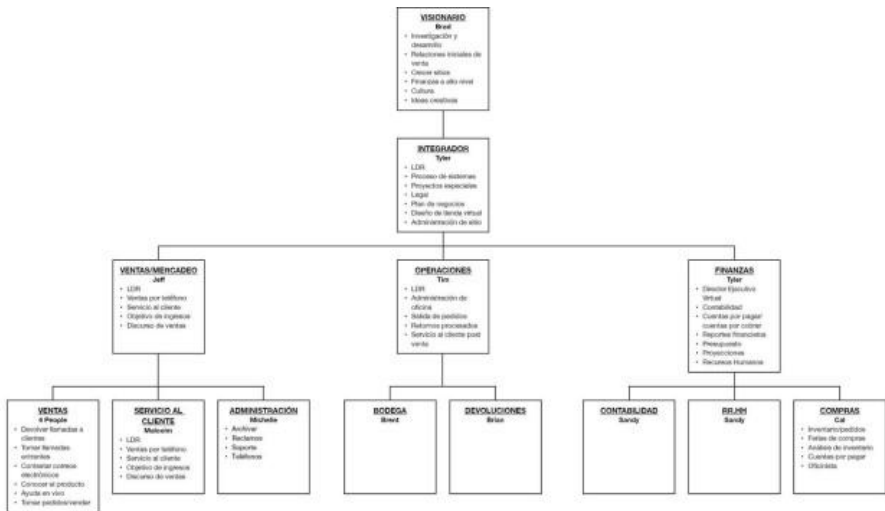 VISIONARIO
Brad
• Investigación y
desarrollo
• Relaciones iniciales de
venta
• Crecer sitios
• Finanzas a alto nivel
• Cultura
• Ideas creativas
INTEGRADOR
Tyler
• LDR
• Proceso de sistemas
• Proyectos especiales
• Legal
• Plan de negocios
• Diseño de tienda virtual
• Administración de sitio
VENTAS/MERCADEO
Jeff
• LDR
• Ventas por teléfono
• Servicio al cliente
• Objetivo de ingresos
• Discurso de ventas
OPERACIONES
• LDR
• Administración de
oficina
• Salida de pedidos
• Retornos procesados
• Servicio al cliente post
venta
FINANZAS
Tyler
• Director Ejecutivo
Virtual
• Contabilidad
• Cuentas por pagar/
cuentas por cobrar
• Reportes financieros
• Presupuesto
• Proyecciones
• Recursos Humanos
VENTAS
People
• Devolver llamadas a
clientes
• Tomar llamadas
entrantes
• Contestar correos
electrónicos
• Conocer el producto
• Ayuda en vivo
• Tomar pedidos/vender
SERVICIO AL
CLIENTE
Malcolm
• LDR
• Ventas por teléfono
• Servicio al cliente
• Objetivo de ingresos
• Discurso de ventas
ADMINISTRACIÓN
Michelle
• Archivar
• Reclamos
• Soporte
• Teléfonos
BODEGA
Brent
DEVOLUCIONES
Brian
CONTABILIDAD
Sandy
RR.HH
Sandy
COMPRAS
Cal
• Inventario/pedidos
• Ferias de compras
• Análisis de inventario
• Cuentas por pagar
• Oficinista